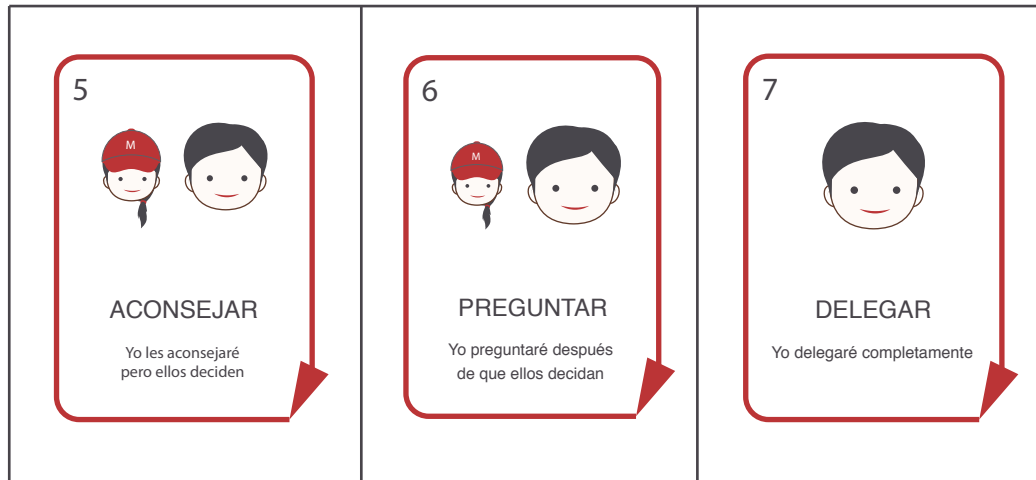 5
M
ACONSEJAR
Yo les aconsejaré
pero ellos deciden
6
M
PREGUNTAR
Yo preguntaré después
de que ellos decidan
7
DELEGAR
Yo delegaré completamente